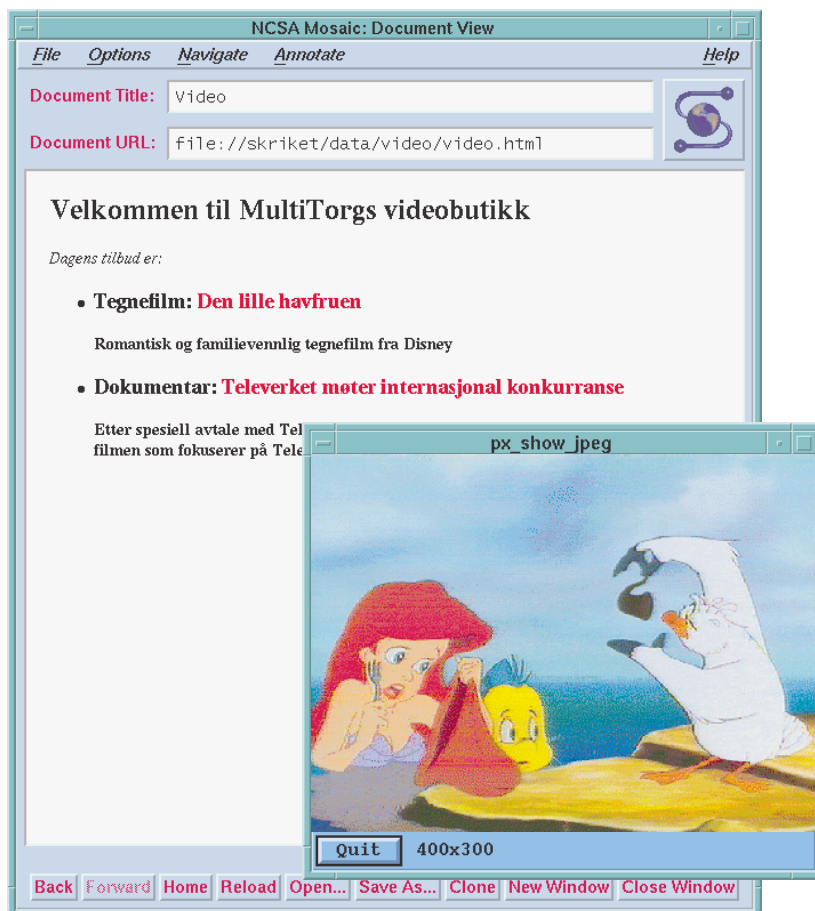 NCSA Mosaic: Document View
File Options Navigate Annotate Help
Document Title: Video
Document URL: file://skriket/data/video/video.html
Velkommen til MultiTorgs videobutikk
Dagens tilbud er:
Tegnefilm: Den lille havfruen
Romantisk og familievennlig tegnefilm fra Disney
Dokumentar: Televerket møter internasjonal konkurranse
Etter spesiell avtale med Tel
filmen som fokuserer på Tele
px_show_jpeg
Quit 400x300
Back Forward Home Reload Open... Save As... Clone New Window Close Window